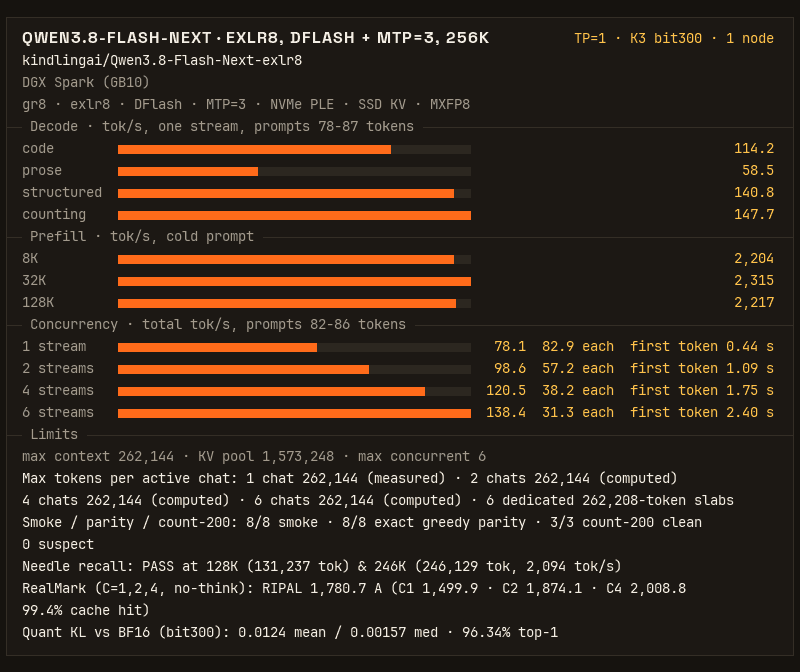 QWEN3.8-FLASH-NEXT · EXLR8, DFLASH + MTP=3, 256K TP=1 · K3 bit300 · 1 node
kindlingai/Qwen3.8-Flash-Next-exlr8
DGX Spark (GB10)
gr8 · exlr8 · DFlash · MTP=3 · NVMe PLE · SSD KV · MXFP8
Decode · tok/s, one stream, prompts 78-87 tokens
code 114.2
prose 58.5
structured 140.8
counting 147.7
Prefill · tok/s, cold prompt
8K 2,204
32K 2,315
128K 2,217
Concurrency · total tok/s, prompts 82-86 tokens
1 stream 78.1 82.9 each first token 0.44 s
2 streams 98.6 57.2 each first token 1.09 s
4 streams 120.5 38.2 each first token 1.75 s
6 streams 138.4 31.3 each first token 2.40 s
Limits
max context 262,144 · KV pool 1,573,248 · max concurrent 6
Max tokens per active chat: 1 chat 262,144 (measured) · 2 chats 262,144 (computed)
4 chats 262,144 (computed) · 6 chats 262,144 (computed) · 6 dedicated 262,208-token slabs
Smoke / parity / count-200: 8/8 smoke · 8/8 exact greedy parity · 3/3 count-200 clean
0 suspect
Needle recall: PASS at 128K (131,237 tok) & 246K (246,129 tok, 2,094 tok/s)
RealMark (C=1,2,4, no-think): RIPAL 1,780.7 A (C1 1,499.9 · C2 1,874.1 · C4 2,008.8
99.4% cache hit)
Quant KL vs BF16 (bit300): 0.0124 mean / 0.00157 med · 96.34% top-1